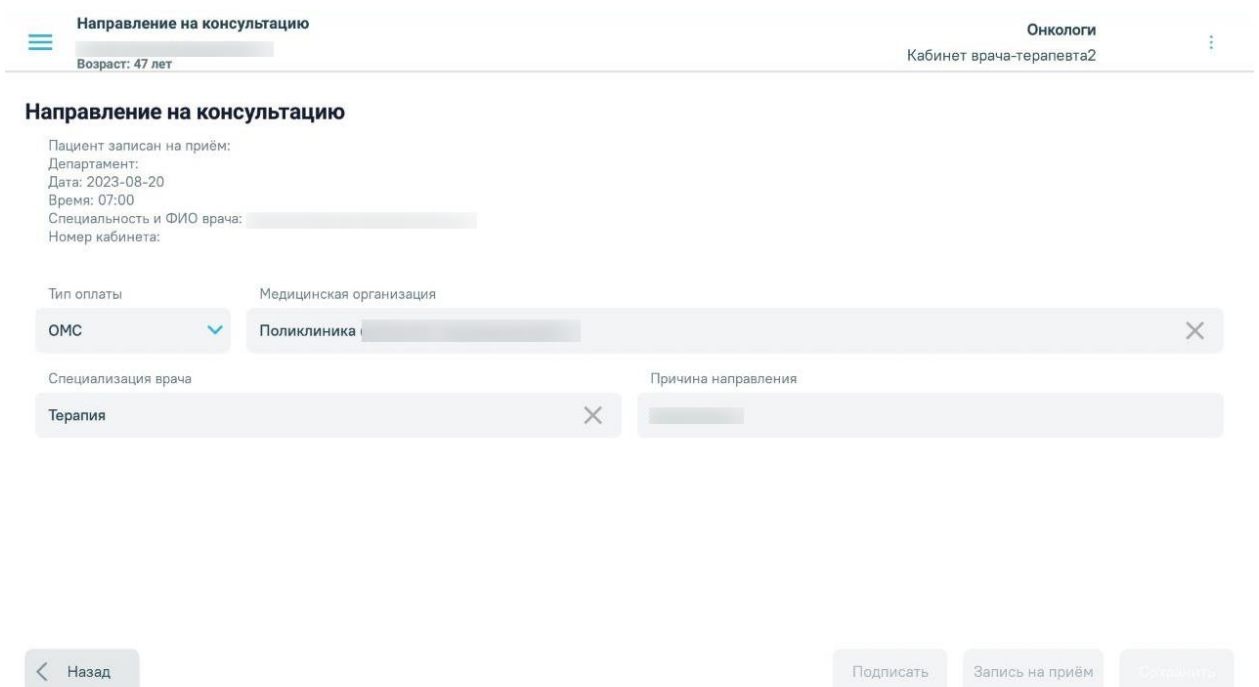 Направление на консультацию
Возраст: 47 лет
Онкологи
Кабинет врача-терапевта2
Направление на консультацию
Пациент записан на приём:
Департамент:
Дата: 2023-08-20
Время: 07:00
Специальность и ФИО врача:
Номер кабинета:
Тип оплаты
Медицинская организация
ОМС
Поликлиника
Специализация врача
Причина направления
Терапия
Назад
Подписать
Запись на приём
Сохранить